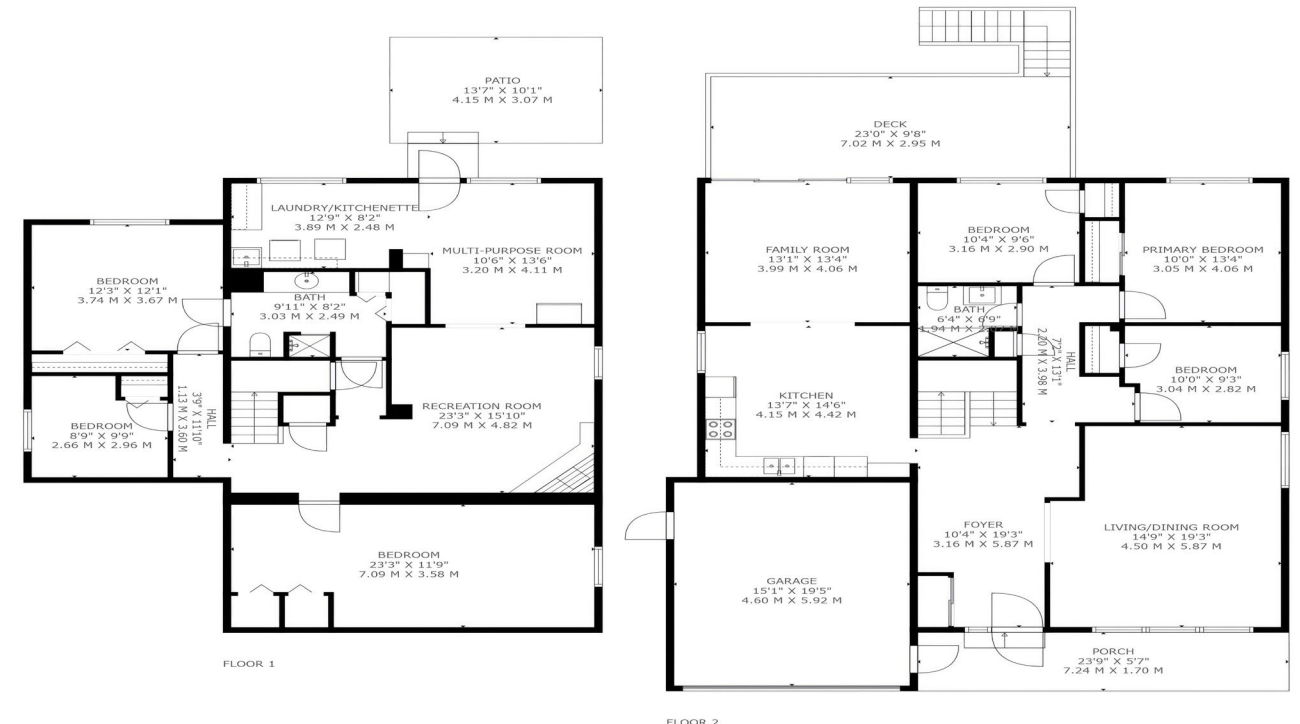 PATIO
13'7" X 10'1"
4.15 M X 3.07 M
LAUNDRY/KITCHENETTE
12'9" X 8'2"
3.89 M X 2.48 M
MULTI-PURPOSE ROOM
10'6" X 13'6"
3.20 M X 4.11 M
BEDROOM
12'3" X 12'1"
3.74 M X 3.67 M
BATH
9'11" X 8'2"
3.03 M X 2.49 M
HALL
3'9" X 11'10"
1.13 M X 3.60 M
BEDROOM
8'9" X 9'9"
2.66 M X 2.96 M
RECREATION ROOM
23'3" X 15'10"
7.09 M X 4.82 M
BEDROOM
23'3" X 11'9"
7.09 M X 3.58 M
FLOOR 1
DECK
23'0" X 9'8"
7.02 M X 2.95 M
FAMILY ROOM
13'1" X 13'4"
3.99 M X 4.06 M
BEDROOM
10'4" X 9'6"
3.16 M X 2.90 M
PRIMARY BEDROOM
10'0" X 13'4"
3.05 M X 4.06 M
BATH
6'4" X 6'9"
1.94 M X
HALL
7'2" X 13'1"
2.20 M X 3.98 M
BEDROOM
10'0" X 9'3"
3.04 M X 2.82 M
KITCHEN
13'7" X 14'6"
4.15 M X 4.42 M
FOYER
10'4" X 19'3"
3.16 M X 5.87 M
LIVING/DINING ROOM
14'9" X 19'3"
4.50 M X 5.87 M
GARAGE
15'1" X 19'5"
4.60 M X 5.92 M
PORCH
23'9" X 5'7"
7.24 M X 1.70 M
FLOOR 2